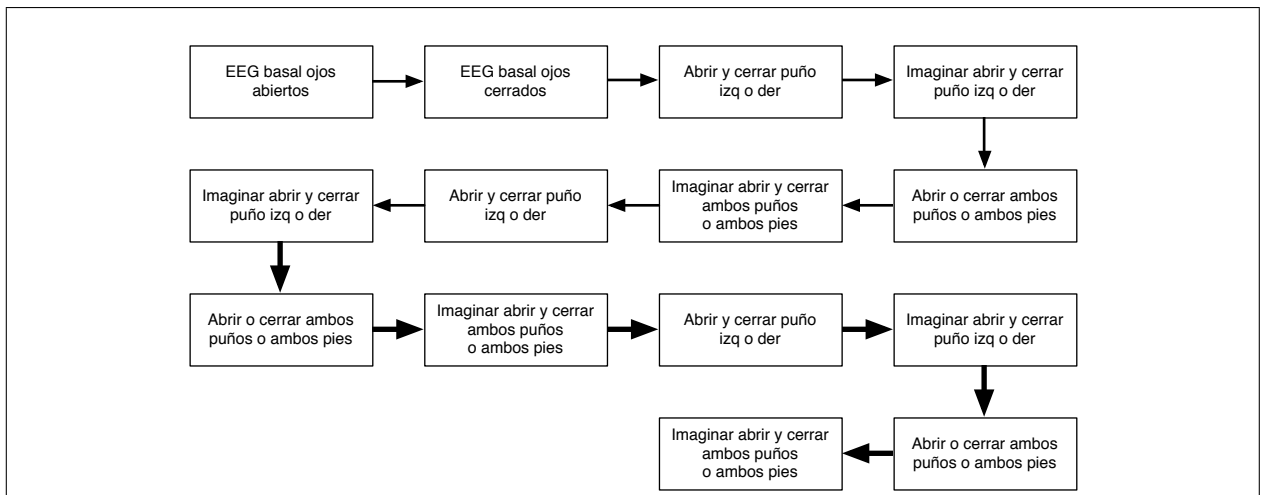 EEG basal ojos
abiertos
EEG basal ojos
cerrados
Abrir y cerrar puño
izq o der
Imaginar abrir y cerrar
puño izq o der
Abrir o cerrar ambos
puños o ambos pies
Imaginar abrir y cerrar
ambos puños
o ambos pies
Abrir y cerrar puño
izq o der
Imaginar abrir y cerrar
puño izq o der
Abrir o cerrar ambos
puños o ambos pies
Imaginar abrir y cerrar
ambos puños
o ambos pies
Abrir y cerrar puño
izq o der
Imaginar abrir y cerrar
puño izq o der
Abrir o cerrar ambos
puños o ambos pies
Imaginar abrir y cerrar
ambos puños
o ambos pies